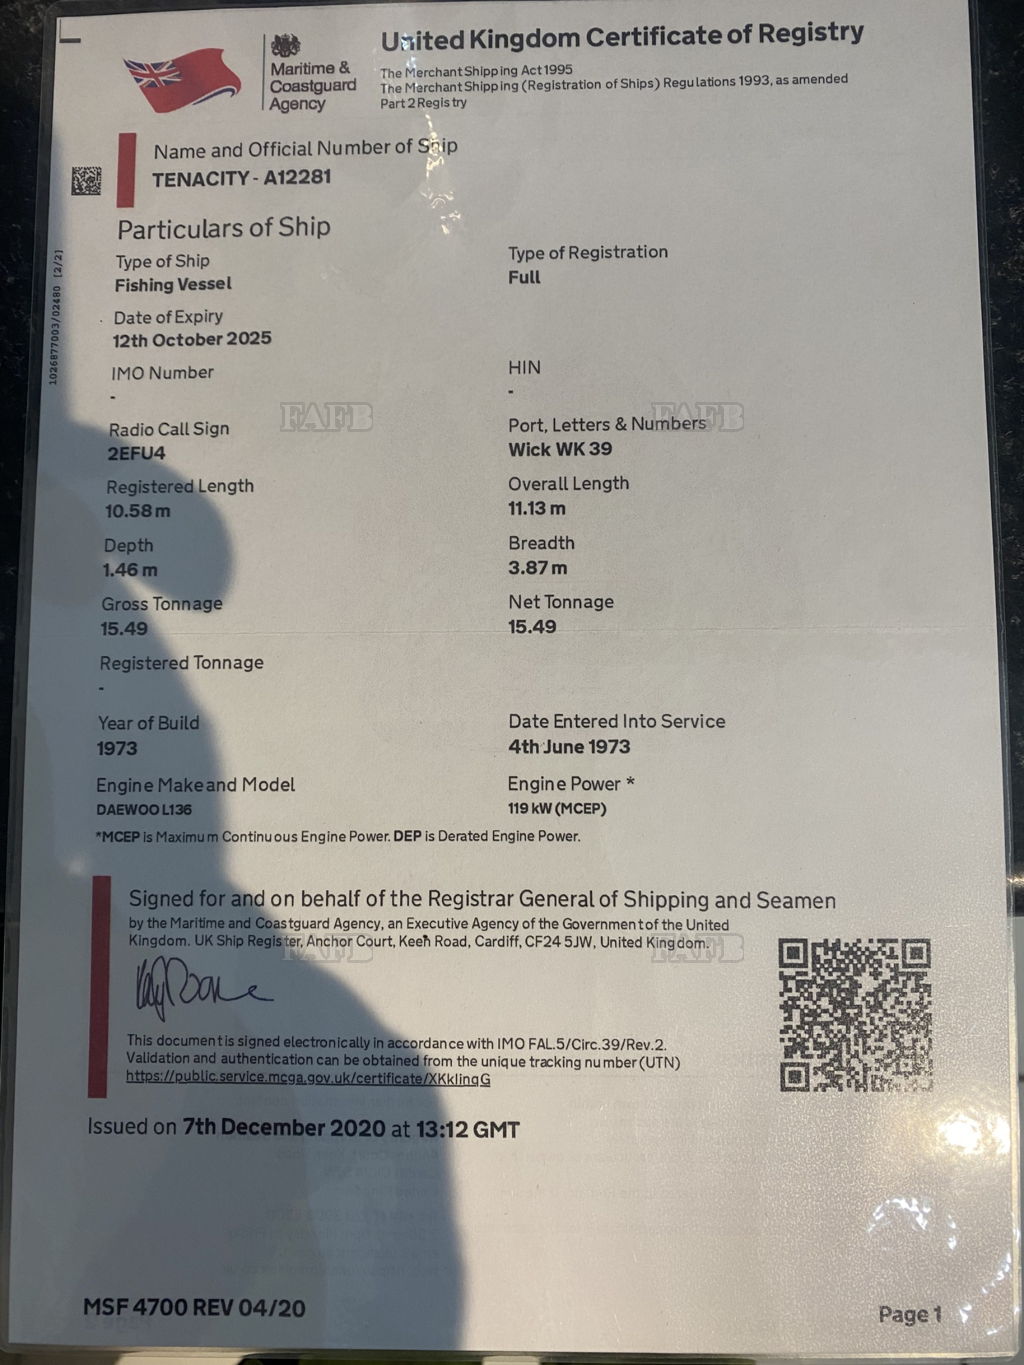 United Kingdom Certificate of Registry
Maritime &
Coastguard
Agency
The Merchant Shipping Act 1995
The Merchant Shipping (Registration of Ships) Regulations 1993, as amended
Part 2 Registry
Name and Official Number of Ship
TENACITY - A12281
1026877003/02480 [2/2]
Particulars of Ship
Type of Ship
Fishing Vessel
Type of Registration
Full
Date of Expiry
12th October 2025
IMO Number
-
HIN
-
FAFB
FAFB
Radio Call Sign
2EFU4
Port, Letters & Numbers
Wick WK 39
Registered Length
10.58 m
Overall Length
11.13 m
Depth
1.46 m
Breadth
3.87 m
Gross Tonnage
15.49
Net Tonnage
15.49
Registered Tonnage
-
Year of Build
1973
Date Entered Into Service
4th June 1973
Engine Make and Model
DAEWOO L136
Engine Power *
119 kW (MCEP)
*MCEP is Maximum Continuous Engine Power. DEP is Derated Engine Power.
Signed for and on behalf of the Registrar General of Shipping and Seamen
by the Maritime and Coastguard Agency, an Executive Agency of the Government of the United
Kingdom. UK Ship Register, Anchor Court, Keen Road, Cardiff, CF24 5JW, United Kingdom.
FAFB
FAFB
This document is signed electronically in accordance with IMO FAL.5/Circ.39/Rev.2.
Validation and authentication can be obtained from the unique tracking number (UTN)
https://public.service.mcga.gov.uk/certificate/XKklinqG
Issued on 7th December 2020 at 13:12 GMT
MSF 4700 REV 04/20
Page 1